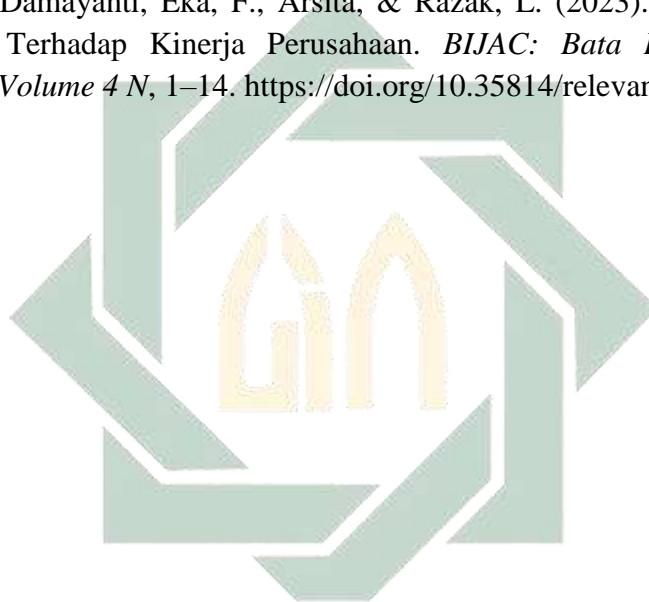 Damayanti, Eka, F., Arsita, & Razak, L. (2023).
Terhadap Kinerja Perusahaan. BIJAC: Bata
Volume 4 N, 1–14. https://doi.org/10.35814/relevan
UIN